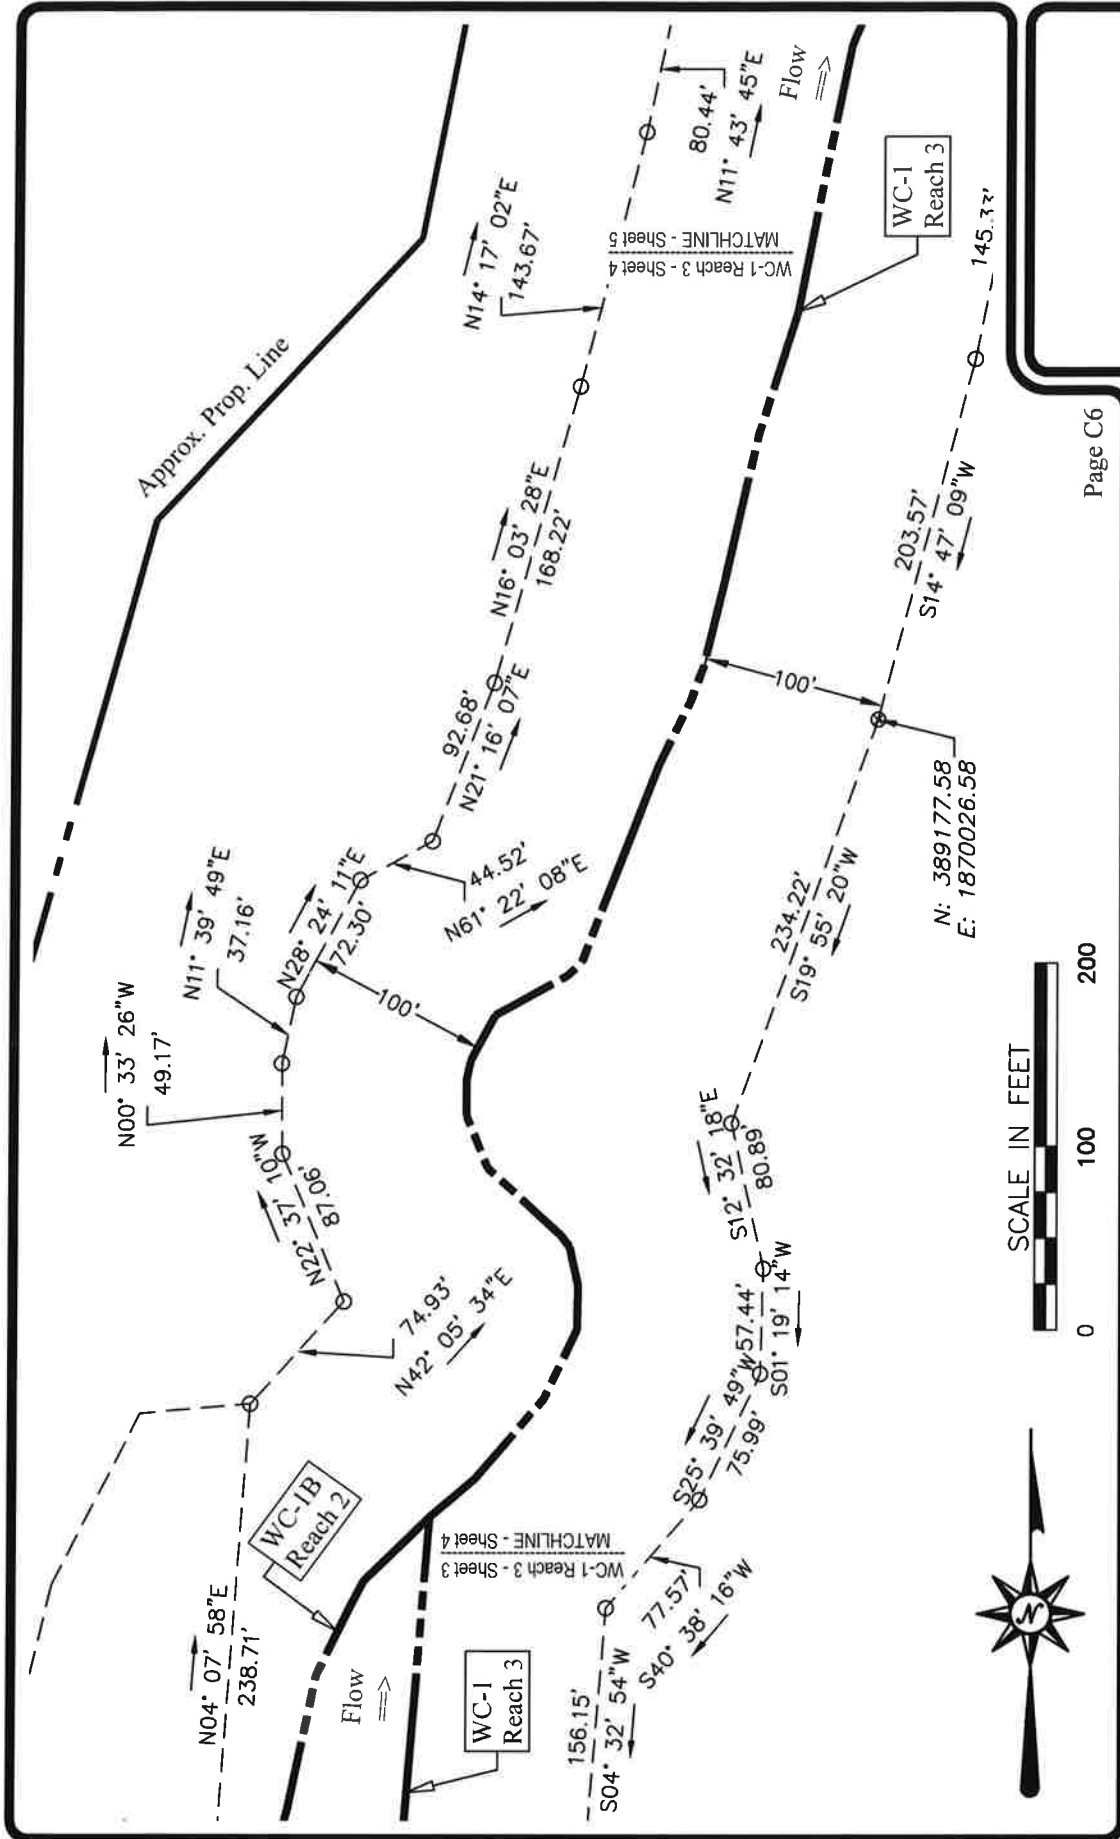 Approx. Prop. Line
N00° 33' 26"W
49.17'
N11° 39' 49"E
37.16'
N14° 17' 02"E
143.67'
80.44'
N11° 43' 45"E
Flow
==>
N28° 24' 11"E
72.30'
92.68'
N21° 16' 07"E
N16° 03' 28"E
168.22'
WC-1 Reach 3 - Sheet 4
MATCHLINE - Sheet 5
44.52'
N61° 22' 08"E
N22° 37' 10"W
87.06'
100'
74.93'
N42° 05' 34"E
WC-1B
Reach 2
N04° 07' 58"E
238.71'
Flow
==>
WC-1
Reach 3
WC-1 Reach 3 - Sheet 3
MATCHLINE - Sheet 4
WC-1
Reach 3
145.33'
203.57'
S14° 47' 09"W
100'
N: 389177.58
E: 1870026.58
234.22'
S19° 55' 20"W
S12° 32' 18"E
80.89'
57.44'
S01° 19' 14"W
S25° 39' 49"W
75.99'
77.57'
S40° 38' 16"W
156.15'
S04° 32' 54"W
N
SCALE IN FEET
0 100 200
Page C6